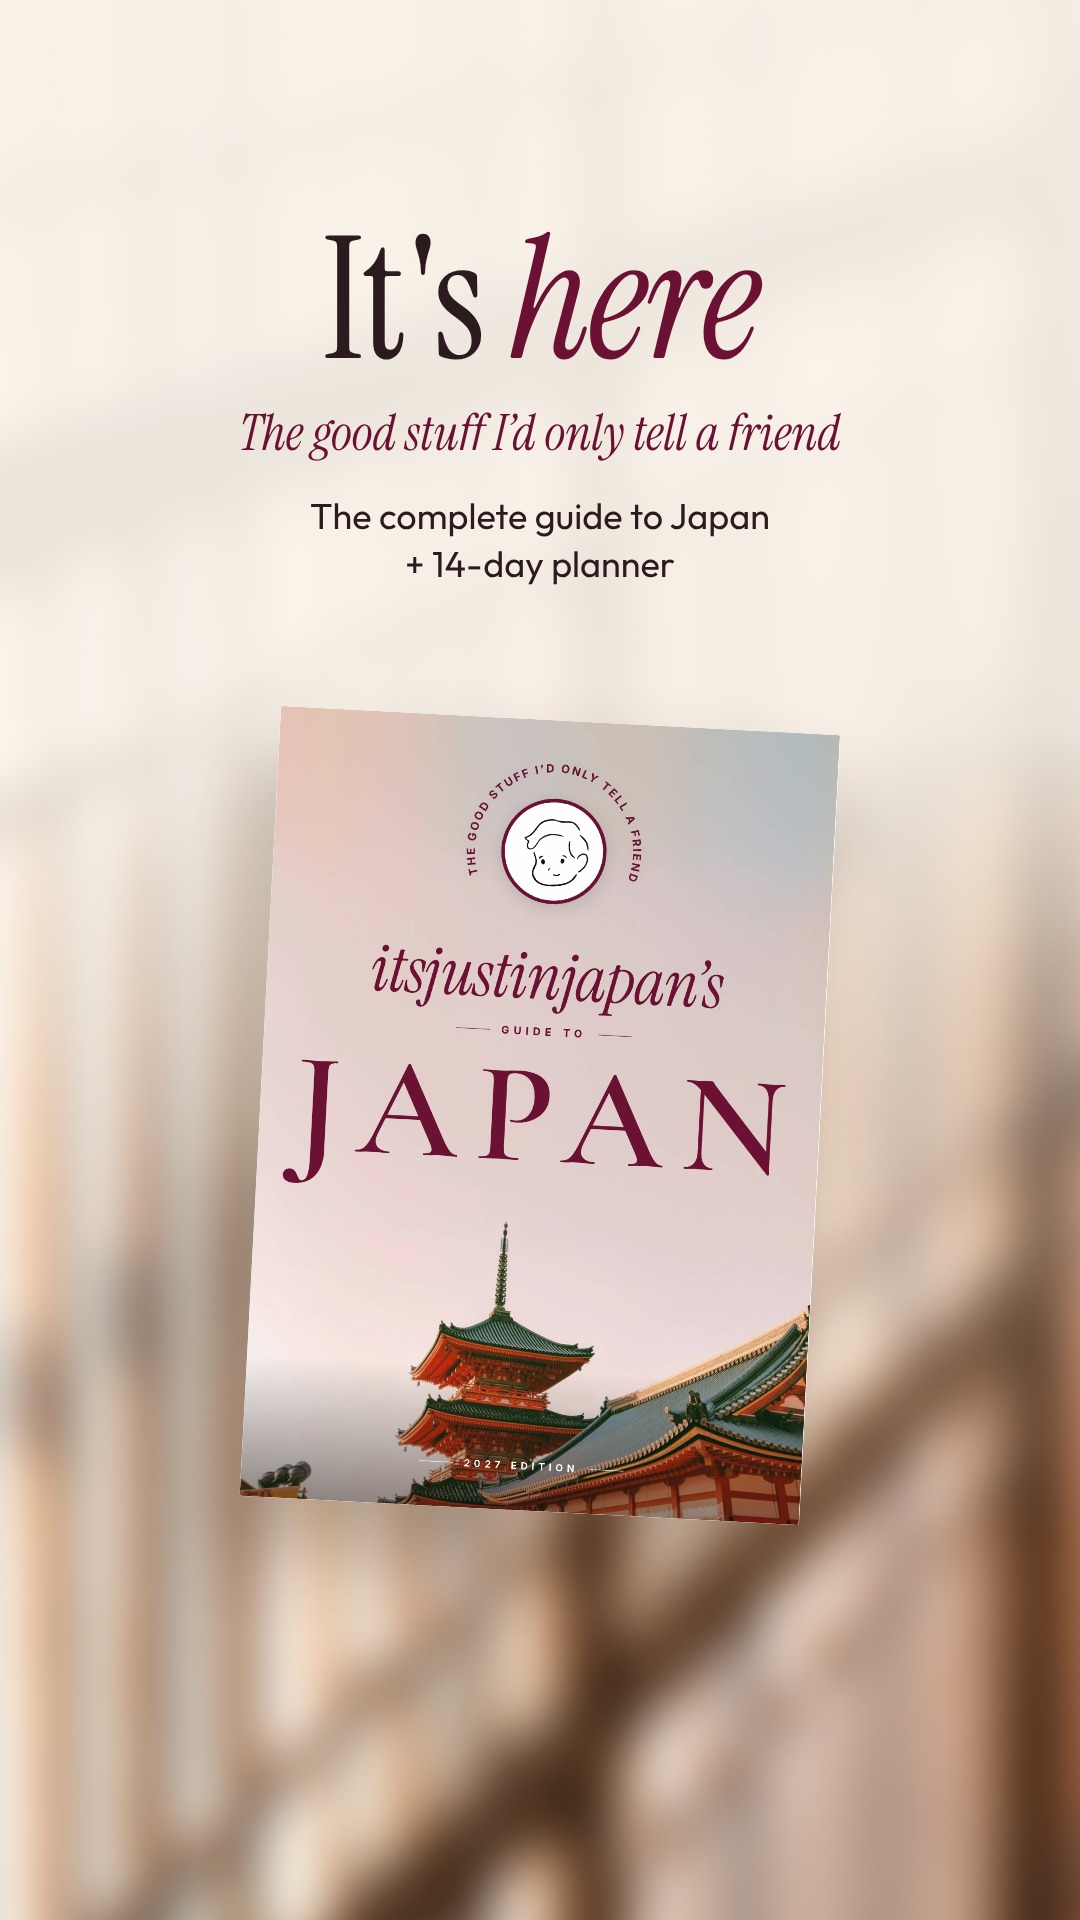 It's here
The good stuff I’d only tell a friend
The complete guide to Japan
+ 14-day planner
THE GOOD STUFF I’D ONLY TELL A FRIEND
itsjustinjapan’s
GUIDE TO
JAPAN
2027 EDITION